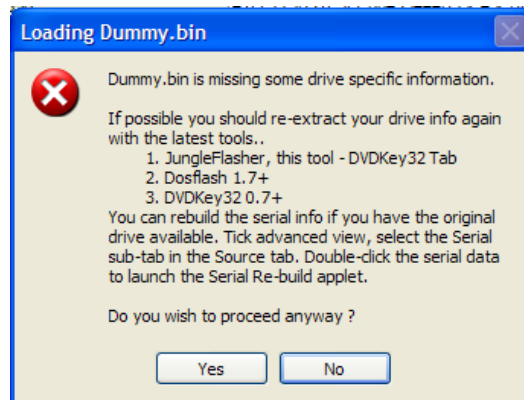 Loading Dummy.bin
Dummy.bin is missing some drive specific information.
If possible you should re-extract your drive info again
with the latest tools..
1. JungleFlasher, this tool - DVDKey32 Tab
2. Dosflash 1.7+
3. DVDKey32 0.7+
You can rebuild the serial info if you have the original
drive available. Tick advanced view, select the Serial
sub-tab in the Source tab. Double-click the serial data
to launch the Serial Re-build applet.
Do you wish to proceed anyway ?
Yes
No